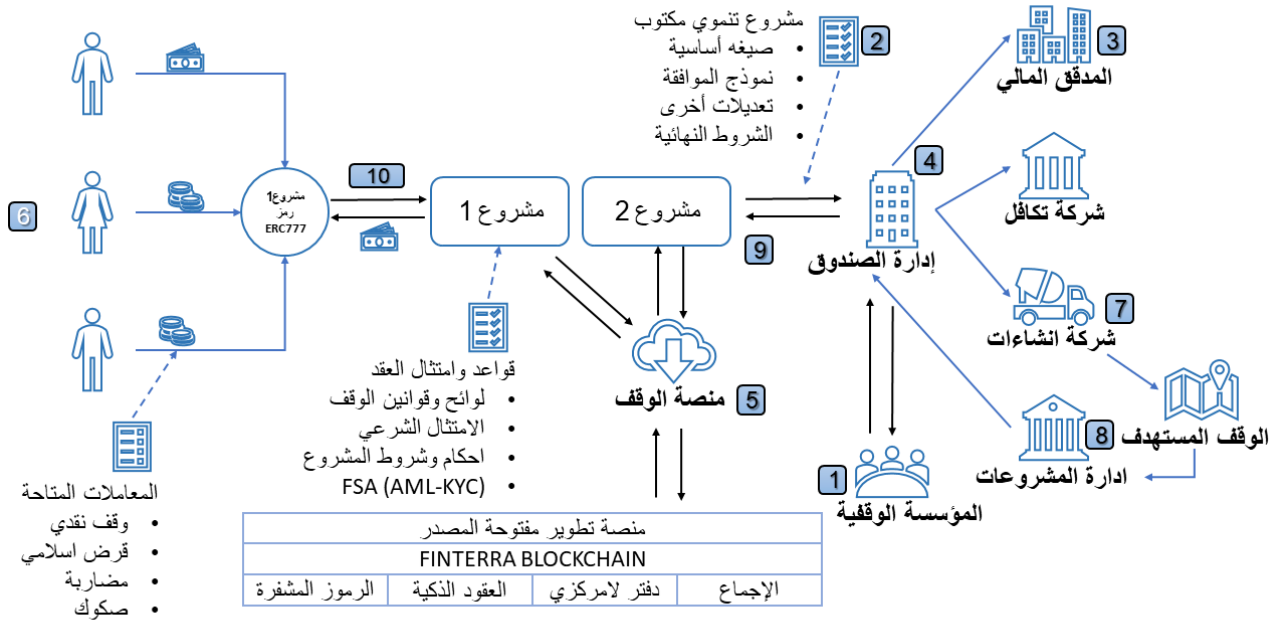 مشروع تنموي مكتوب
• صيغه أساسية
• نموذج الموافقة
• تعديلات أخرى
• الشروط النهائية
2
3
المدقق المالي
4
إدارة الصندوق
شركة تكافل
7
شركة انشاءات
الوقف المستهدف
8
ادارة المشروعات
1
المؤسسة الوقفية
9
مشروع 2
مشروع 1
10
مشروع1
رمز
ERC777
6
5
منصة الوقف
قواعد وامتثال العقد
• لوائح وقوانين الوقف
• الامتثال الشرعي
• احكام وشروط المشروع
• FSA (AML-KYC)
المعاملات المتاحة
• وقف نقدي
• قرض اسلامي
• مضاربة
• صكوك
منصة تطوير مفتوحة المصدر
FINTERRA BLOCKCHAIN
الإجماع
دفتر لامركزي
العقود الذكية
الرموز المشفرة